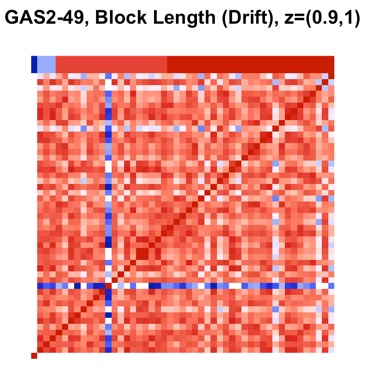 GAS2-49, Block Length (Drift), z=(0.9,1)